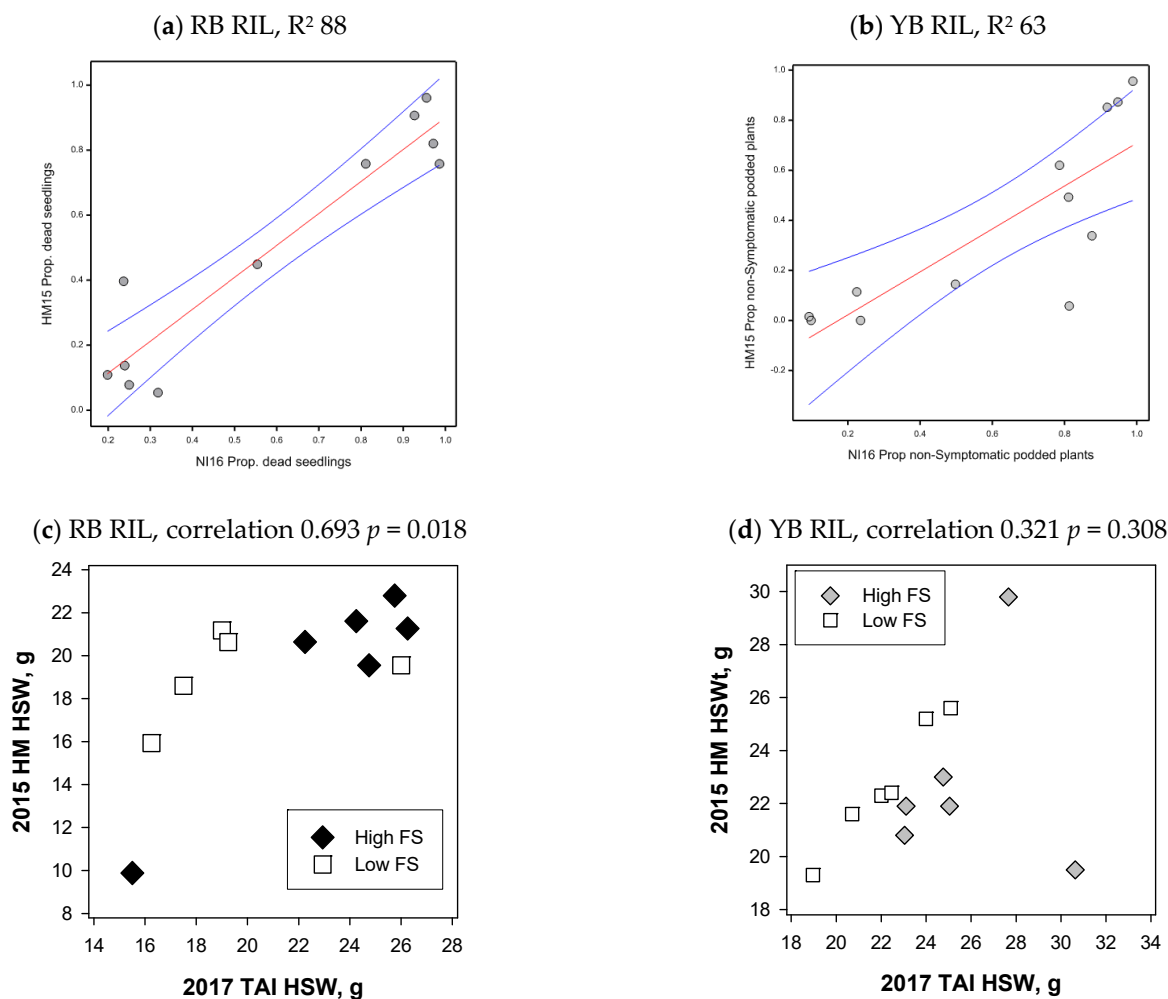 (a) RB RIL, R² 88
1.0
0.8
0.6
0.4
0.2
0.0
HM15 Prop. dead seedlings
0.2 0.3 0.4 0.5 0.6 0.7 0.8 0.9 1.0
NI16 Prop. dead seedlings
(b) YB RIL, R² 63
1.0
0.8
0.6
0.4
0.2
0.0
-0.2
HM15 Prop non-Symptomatic podded plants
0.2 0.4 0.6 0.8 1.0
NI16 Prop non-Symptomatic podded plants
(c) RB RIL, correlation 0.693 p = 0.018
24
22
20
18
16
14
12
10
8
2015 HM HSW, g
High FS
Low FS
14 16 18 20 22 24 26 28
2017 TAI HSW, g
(d) YB RIL, correlation 0.321 p = 0.308
30
28
26
24
22
20
18
2015 HM HSWt, g
High FS
Low FS
18 20 22 24 26 28 30 32 34
2017 TAI HSW, g